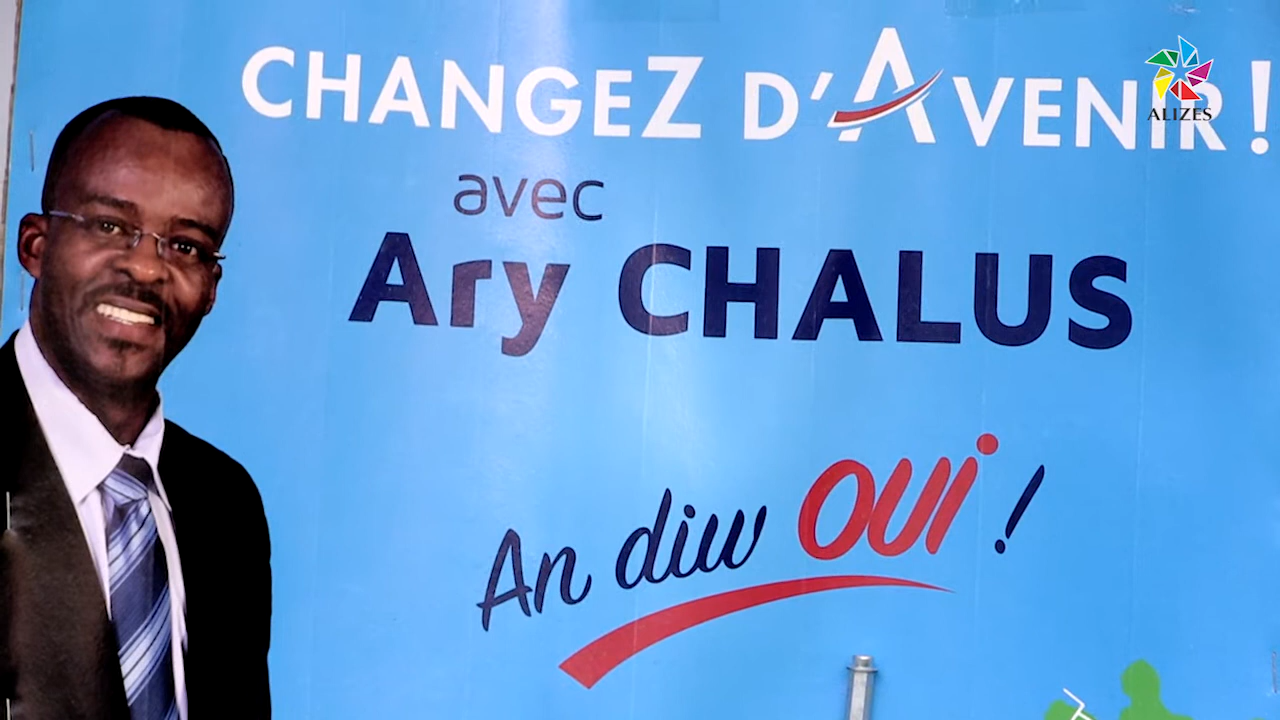 CHANGEZ D'AVENIR !
ALIZES
avec
Ary CHALUS
An diw OUI !